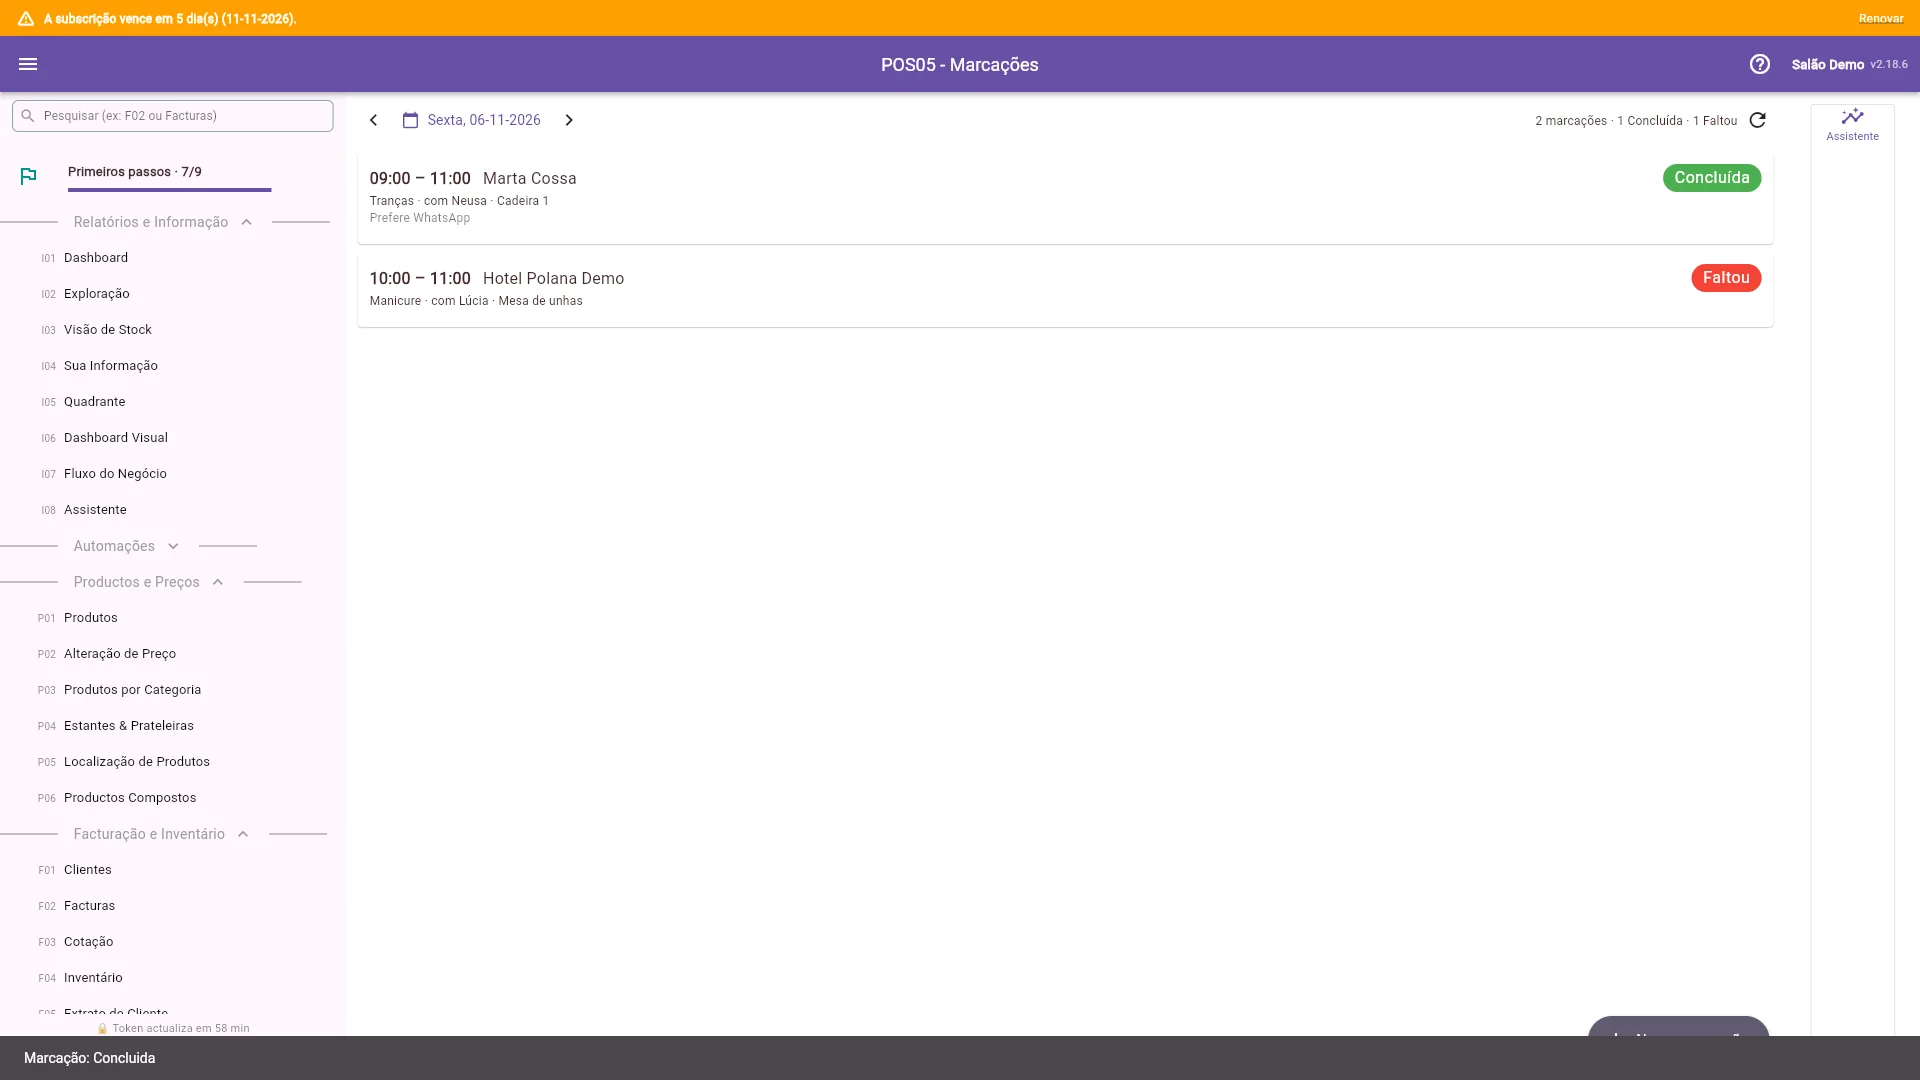 A subscrição vence em 5 dia(s) (11-11-2026).
Renovar
POS05 - Marcações
Salão Demo v2.18.6
Pesquisar (ex: F02 ou Facturas)
Primeiros passos · 7/9
Relatórios e Informação
I01 Dashboard
I02 Exploração
I03 Visão de Stock
I04 Sua Informação
I05 Quadrante
I06 Dashboard Visual
I07 Fluxo do Negócio
I08 Assistente
Automações
Productos e Preços
P01 Produtos
P02 Alteração de Preço
P03 Produtos por Categoria
P04 Estantes & Prateleiras
P05 Localização de Produtos
P06 Productos Compostos
Facturação e Inventário
F01 Clientes
F02 Facturas
F03 Cotação
F04 Inventário
F05 Extrato de Cliente
Token actualiza em 58 min
Sexta, 06-11-2026
2 marcações · 1 Concluída · 1 Faltou
09:00 – 11:00 Marta Cossa
Concluída
Tranças · com Neusa · Cadeira 1
Prefere WhatsApp
10:00 – 11:00 Hotel Polana Demo
Faltou
Manicure · com Lúcia · Mesa de unhas
Assistente
Marcação: Concluida